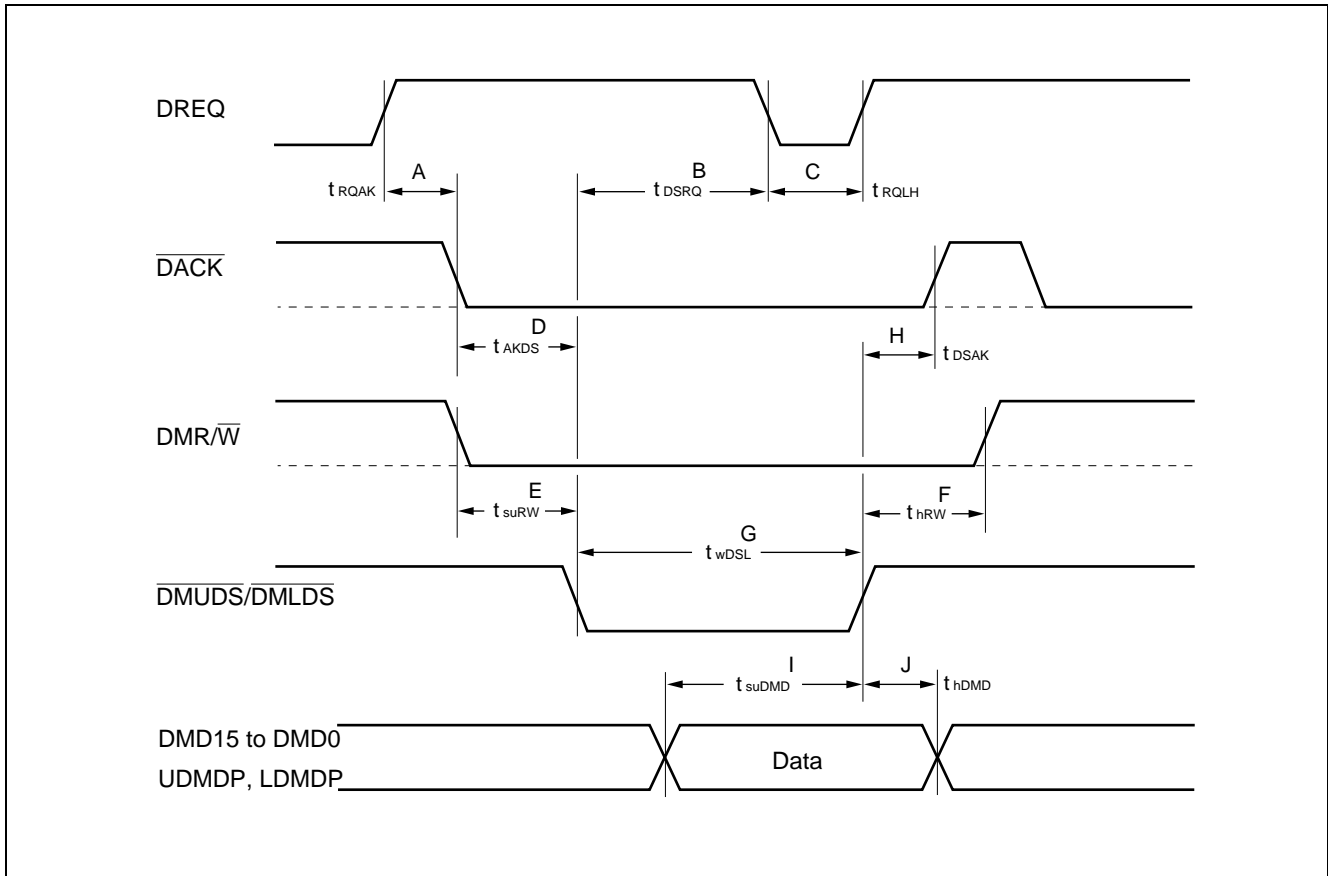 DREQ
A
B
C
t RQAK
t DSRQ
t RQLH
DACK
D
t AKDS
H
t DSAK
DMR/W
E
t suRW
F
t hRW
G
t wDSL
DMUDS/DMLDS
I
t suDMD
J
t hDMD
DMD15 to DMD0
UDMDP, LDMDP
Data